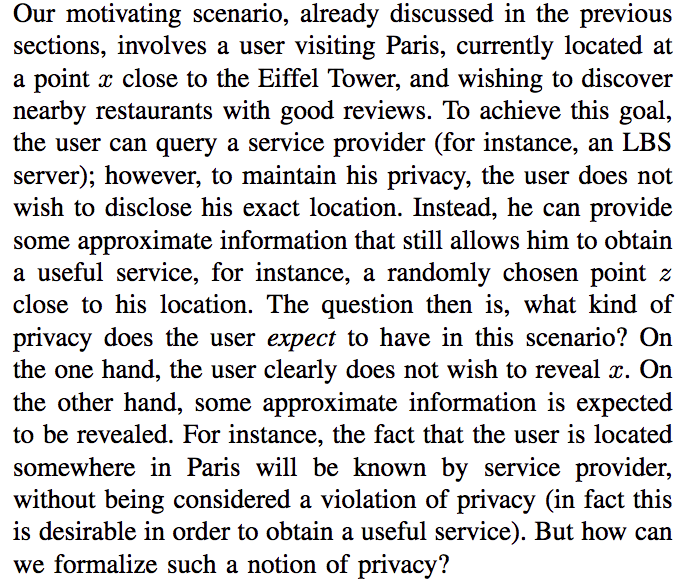 Our motivating scenario, already discussed in the previous
sections, involves a user visiting Paris, currently located at
a point x close to the Eiffel Tower, and wishing to discover
nearby restaurants with good reviews. To achieve this goal,
the user can query a service provider (for instance, an LBS
server); however, to maintain his privacy, the user does not
wish to disclose his exact location. Instead, he can provide
some approximate information that still allows him to obtain
a useful service, for instance, a randomly chosen point z
close to his location. The question then is, what kind of
privacy does the user expect to have in this scenario? On
the one hand, the user clearly does not wish to reveal x. On
the other hand, some approximate information is expected
to be revealed. For instance, the fact that the user is located
somewhere in Paris will be known by service provider,
without being considered a violation of privacy (in fact this
is desirable in order to obtain a useful service). But how can
we formalize such a notion of privacy?